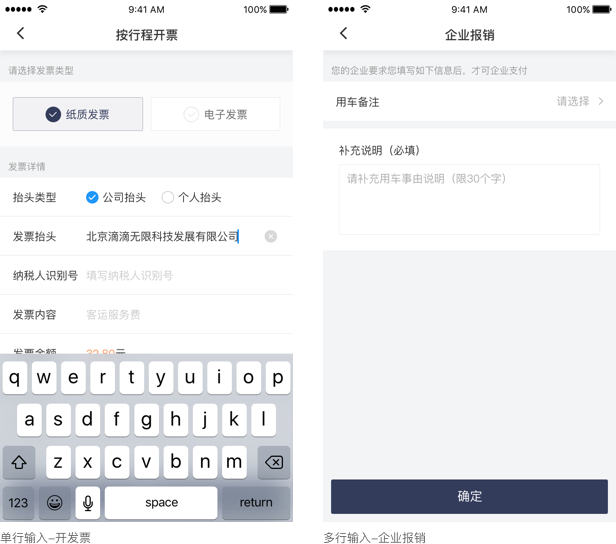 9:41 AM
100%
按行程开票
请选择发票类型
纸质发票
电子发票
发票详情
抬头类型
公司抬头
个人抬头
发票抬头
北京滴滴无限科技发展有限公司
纳税人识别号
填写纳税人识别号
发票内容
客运服务费
发票金额
32.80元
q w e r t y u i o p
a s d f g h j k l
z x c v b n m
123
space
return
单行输入–开发票
9:41 AM
100%
企业报销
您的企业要求您填写如下信息后，才可企业支付
用车备注
请选择
补充说明（必填）
请补充用车事由说明（限30个字）
确定
多行输入–企业报销